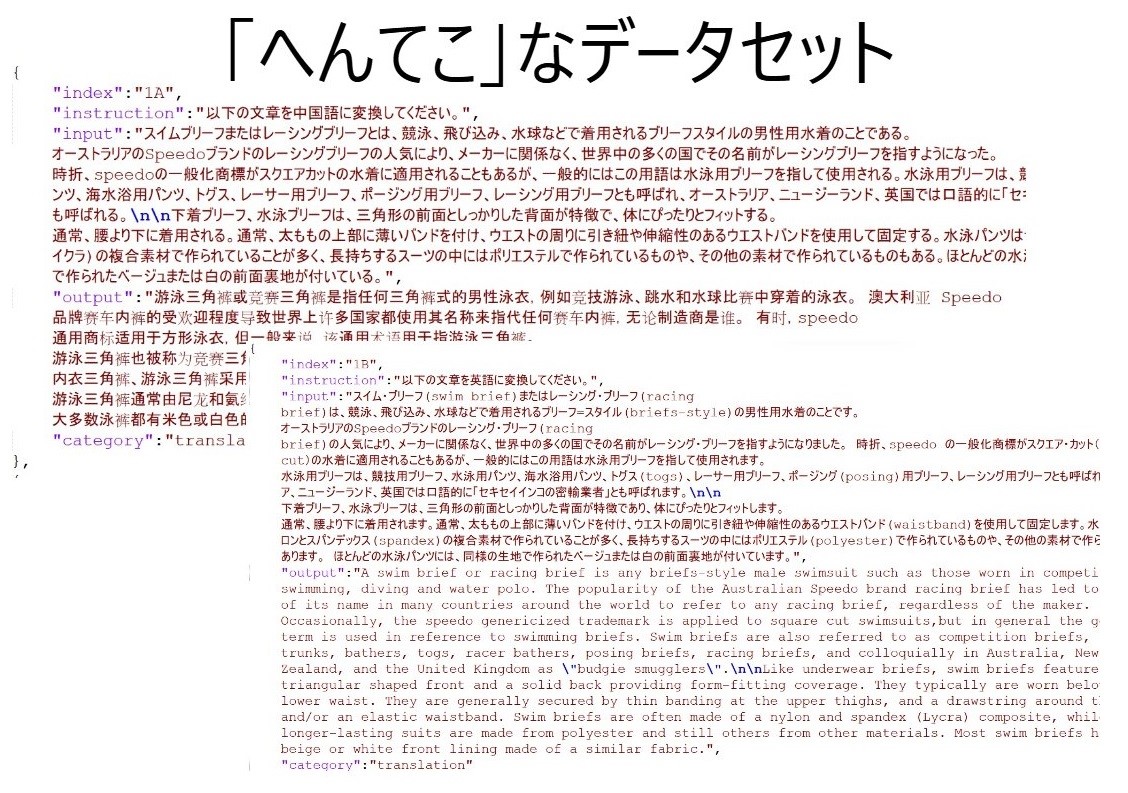 「へんてこ」なデータセット
{
"index":"1A",
"instruction":"以下の文章を中国語に変換してください。",
"input":"スイムブリーフまたはレーシングブリーフとは、競泳、飛び込み、水球などで着用されるブリーフスタイルの男性用水着のことである。
オーストラリアのSpeedoブランドのレーシングブリーフの人気により、メーカーに関係なく、世界中の多くの国でその名前がレーシングブリーフを指すようになった。
時折、speedoの一般化商標がスクエアカットの水着に適用されることもあるが、一般的にはこの用語は水泳用ブリーフを指して使用される。水泳用ブリーフは、競
ンツ、海水浴用パンツ、トグス、レーサー用ブリーフ、ポージング用ブリーフ、レーシング用ブリーフとも呼ばれ、オーストラリア、ニュージーランド、英国では口語的に「セキ
も呼ばれる。\n\n下着ブリーフ、水泳ブリーフは、三角形の前面としっかりした背面が特徴で、体にぴったりとフィットする。
通常、腰より下に着用される。通常、太ももの上部に薄いバンドを付け、ウエストの周りに引き紐や伸縮性のあるウエストバンドを使用して固定する。水泳パンツは
イクラ)の複合素材で作られていることが多く、長持ちするスーツの中にはポリエステルで作られているものや、その他の素材で作られているものもある。ほとんどの水
で作られたベージュまたは白の前面裏地が付いている。",
"output":"游泳三角裤或竞赛三角裤是指任何三角裤式的男性泳衣, 例如竞技游泳、跳水和水球比赛中穿着的泳衣。 澳大利亚 Speedo
品牌赛车内裤的受欢迎程度导致世界上许多国家都使用其名称来指代任何赛车内裤, 无论制造商是谁。 有时, speedo
通用商标适用于方形泳衣, 但一般来说, 该通用术语用于指游泳三角裤。
游泳三角裤也被称为竞赛三角
内衣三角裤、游泳三角裤采用
游泳三角裤通常由尼龙和氨
大多数泳裤都有米色或白色的
"category":"transla
},
{
"index":"1B",
"instruction":"以下の文章を英語に変換してください。",
"input":"スイム・ブリーフ(swim brief)またはレーシング・ブリーフ(racing
brief)は、競泳、飛び込み、水球などで着用されるブリーフ=スタイル(briefs-style)の男性用水着のことです。
オーストラリアのSpeedoブランドのレーシング・ブリーフ(racing
brief)の人気により、メーカーに関係なく、世界中の多くの国でその名前がレーシング・ブリーフを指すようになりました。 時折、speedo の一般化商標がスクエア・カット(
cut)の水着に適用されることもあるが、一般的にはこの用語は水泳用ブリーフを指して使用されます。
水泳用ブリーフは、競技用ブリーフ、水泳用パンツ、海水浴用パンツ、トグス(togs)、レーサー用ブリーフ、ポージング(posing)用ブリーフ、レーシング用ブリーフとも呼ばれ
ア、ニュージーランド、英国では口語的に「セキセイインコの密輸業者」とも呼ばれます。\n\n
下着ブリーフ、水泳ブリーフは、三角形の前面としっかりした背面が特徴であり、体にぴったりとフィットします。
通常、腰より下に着用されます。通常、太ももの上部に薄いバンドを付け、ウエストの周りに引き紐や伸縮性のあるウエストバンド(waistband)を使用して固定します。水
ロンとスパンデックス(spandex)の複合素材で作られていることが多く、長持ちするスーツの中にはポリエステル(polyester)で作られているものや、その他の素材で作ら
あります。 ほとんどの水泳パンツには、同様の生地で作られたベージュまたは白の前面裏地が付いています。",
"output":"A swim brief or racing brief is any briefs-style male swimsuit such as those worn in competi
swimming, diving and water polo. The popularity of the Australian Speedo brand racing brief has led to
of its name in many countries around the world to refer to any racing brief, regardless of the maker.
Occasionally, the speedo genericized trademark is applied to square cut swimsuits,but in general the g
term is used in reference to swimming briefs. Swim briefs are also referred to as competition briefs,
trunks, bathers, togs, racer bathers, posing briefs, racing briefs, and colloquially in Australia, New
Zealand, and the United Kingdom as \"budgie smugglers\".\n\nLike underwear briefs, swim briefs feature
triangular shaped front and a solid back providing form-fitting coverage. They typically are worn belo
lower waist. They are generally secured by thin banding at the upper thighs, and a drawstring around t
and/or an elastic waistband. Swim briefs are often made of a nylon and spandex (Lycra) composite, whil
longer-lasting suits are made from polyester and still others from other materials. Most swim briefs h
beige or white front lining made of a similar fabric.",
"category":"translation"